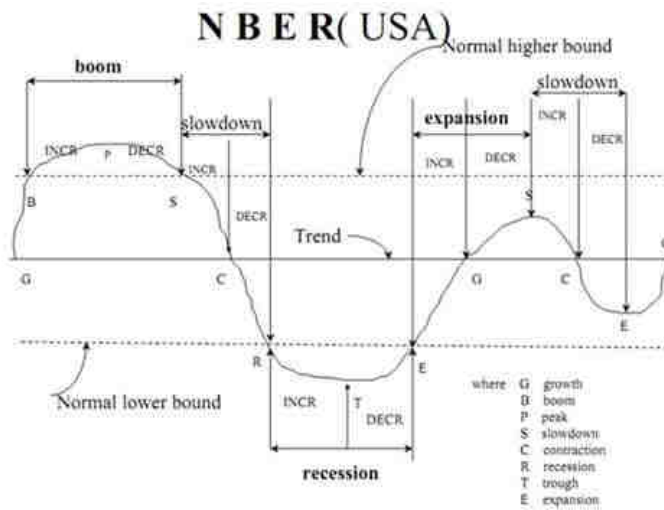 N B E R( USA)
Normal higher bound
boom
slowdown
slowdown
expansion
INCR
INCR
P
DECR
INCR
INCR
DECR
DECR
B
S
S
DECR
Trend
G
C
G
C
E
R
E
INCR
T
DECR
Normal lower bound
recession
where G growth
B boom
P peak
S slowdown
C contraction
R recession
T trough
E expansion